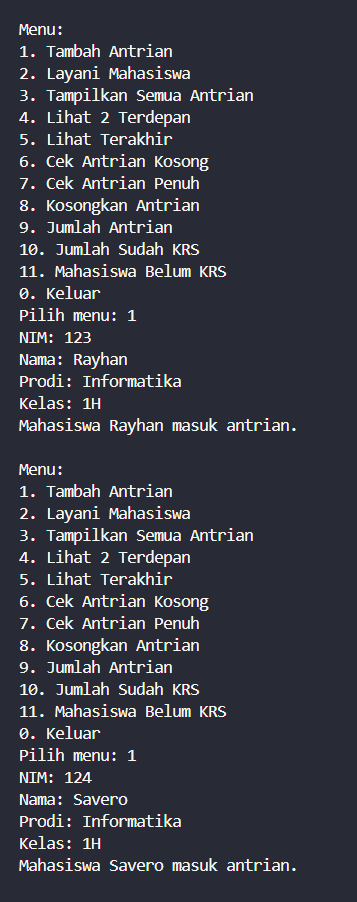 Menu:
1. Tambah Antrian
2. Layani Mahasiswa
3. Tampilkan Semua Antrian
4. Lihat 2 Terdepan
5. Lihat Terakhir
6. Cek Antrian Kosong
7. Cek Antrian Penuh
8. Kosongkan Antrian
9. Jumlah Antrian
10. Jumlah Sudah KRS
11. Mahasiswa Belum KRS
0. Keluar
Pilih menu: 1
NIM: 123
Nama: Rayhan
Prodi: Informatika
Kelas: 1H
Mahasiswa Rayhan masuk antrian.

Menu:
1. Tambah Antrian
2. Layani Mahasiswa
3. Tampilkan Semua Antrian
4. Lihat 2 Terdepan
5. Lihat Terakhir
6. Cek Antrian Kosong
7. Cek Antrian Penuh
8. Kosongkan Antrian
9. Jumlah Antrian
10. Jumlah Sudah KRS
11. Mahasiswa Belum KRS
0. Keluar
Pilih menu: 1
NIM: 124
Nama: Savero
Prodi: Informatika
Kelas: 1H
Mahasiswa Savero masuk antrian.